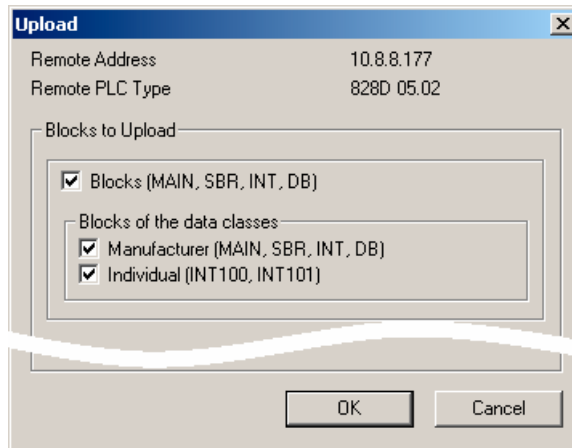 Upload
Remote Address 10.8.8.177
Remote PLC Type 828D 05.02
Blocks to Upload
Blocks (MAIN, SBR, INT, DB)
Blocks of the data classes
Manufacturer (MAIN, SBR, INT, DB)
Individual (INT100, INT101)
OK Cancel